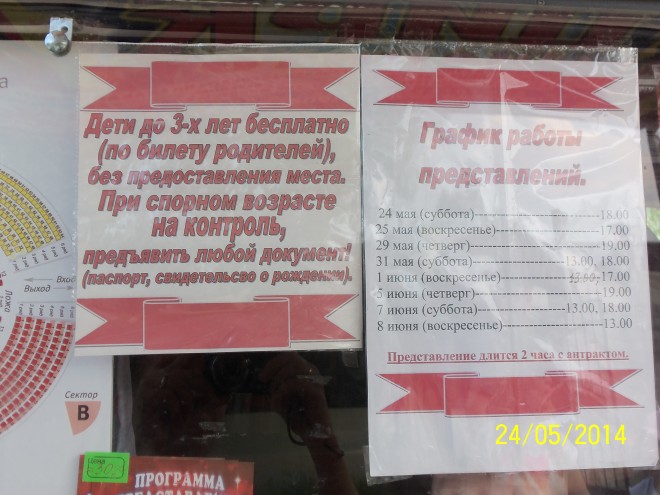 Дети до 3-х лет бесплатно
(по билету родителей),
без предоставления места.
При спорном возрасте
на контроль,
предъявить любой документ!
(паспорт, свидетельсво о рождении).
График работы
представлений.
24 мая (суббота)-----------------------------18.00
25 мая (воскресенье)------------------------17.00
29 мая (четверг)------------------------------19.00
31 мая (суббота)-----------------------13.00, 18.00
1 июня (воскресенье)-----------------13.00, 17.00
5 июня (четверг)-----------------------------19.00
7 июня (суббота)-----------------------13.00, 18.00
8 июня (воскресенье)------------------------13.00
Представление длится 2 часа с антрактом.
24/05/2014
Вхо
Выход
Ложо
Сектор
В
ПРОГРАММА